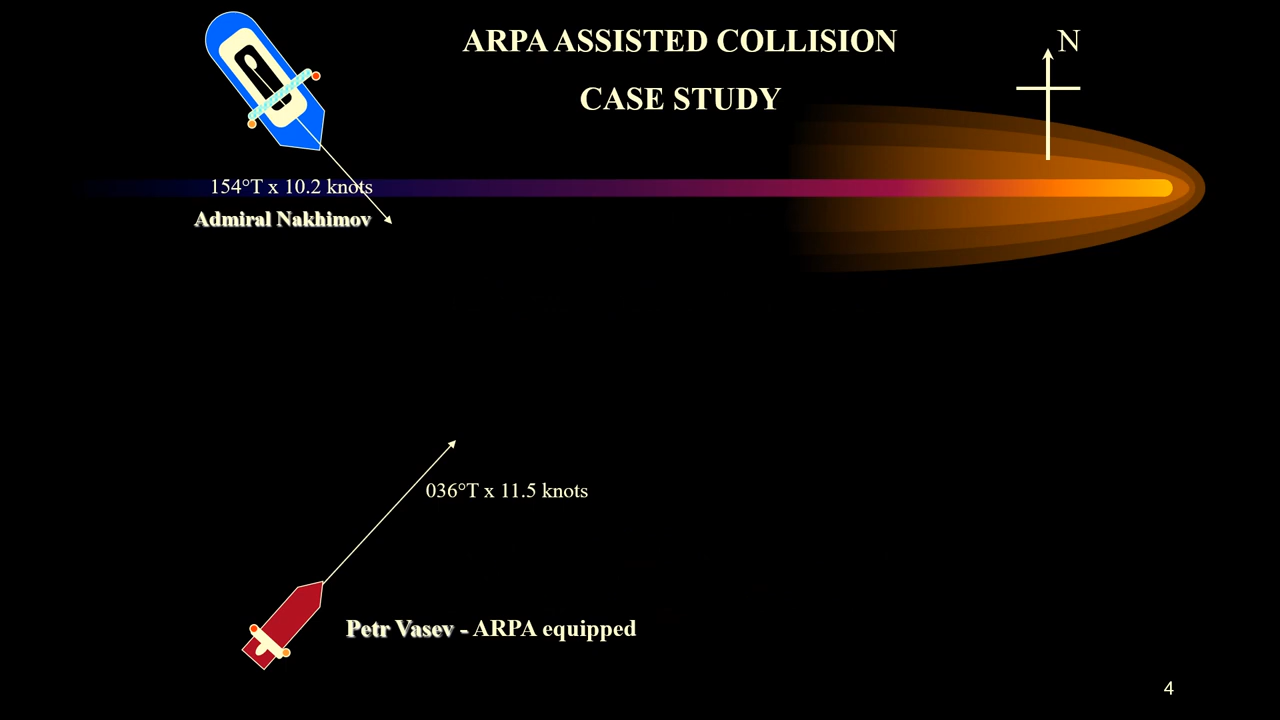 ARPA ASSISTED COLLISION
CASE STUDY
N
154°T x 10.2 knots
Admiral Nakhimov
036°T x 11.5 knots
Petr Vasev - ARPA equipped
4